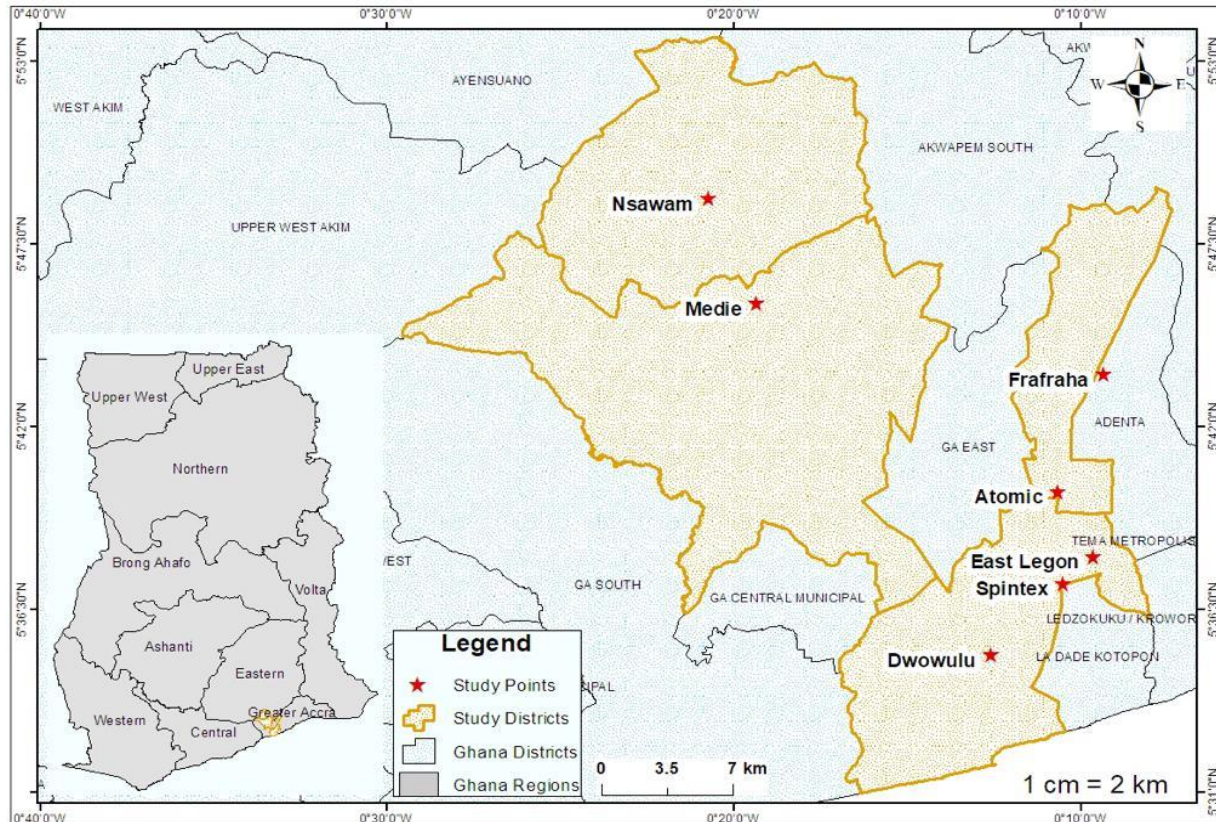 0°40'0"W 0°30'0"W 0°20'0"W 0°10'0"W
5°53'0"N
5°53'0"N
AKW
N
W E
S
U
WEST AKIM
AYENSUANO
AKWAPEM SOUTH
Nsawam
UPPER WEST AKIM
5°47'30"N
5°47'30"N
Medie
Frafraha
ADENTA
5°42'0"N
5°42'0"N
GA EAST
Atomic
TEMA METROPOLIS
East Legon
Spintex
VEST
GA SOUTH
GA CENTRAL MUNICIPAL
5°36'30"N
5°36'30"N
LEDZOKUKU / KROWOR
Dwowulu
LA DADE KOTOPON
IPAL
5°31'0"N
5°31'0"N
Upper East
Upper West
Northern
Brong Ahafo
Volta
Ashanti
Eastern
Greater Accra
Western
Central
A
Legend
Study Points
Study Districts
Ghana Districts
Ghana Regions
0 3.5 7 km
1 cm = 2 km
0°40'0"W 0°30'0"W 0°20'0"W 0°10'0"W